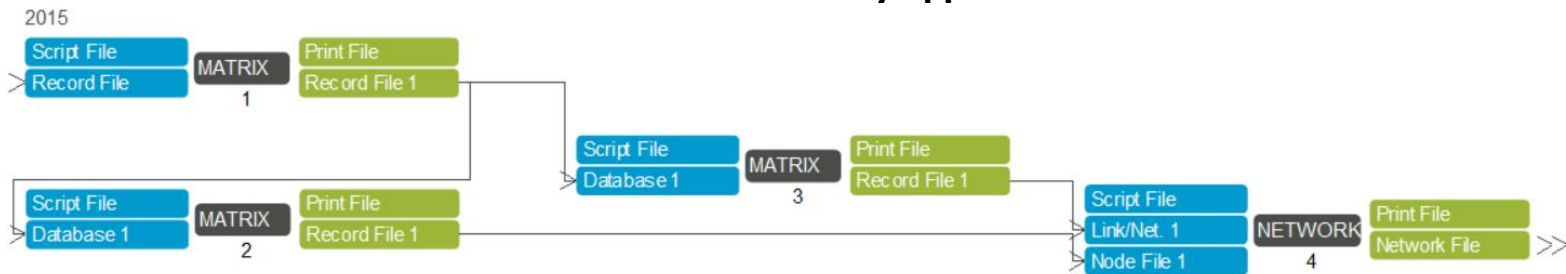 2015
Script File
Record File
MATRIX
1
Print File
Record File 1
Script File
Database 1
MATRIX
3
Print File
Record File 1
Script File
Database 1
MATRIX
2
Print File
Record File 1
Script File
Link/Net. 1
Node File 1
NETWORK
4
Print File
Network File